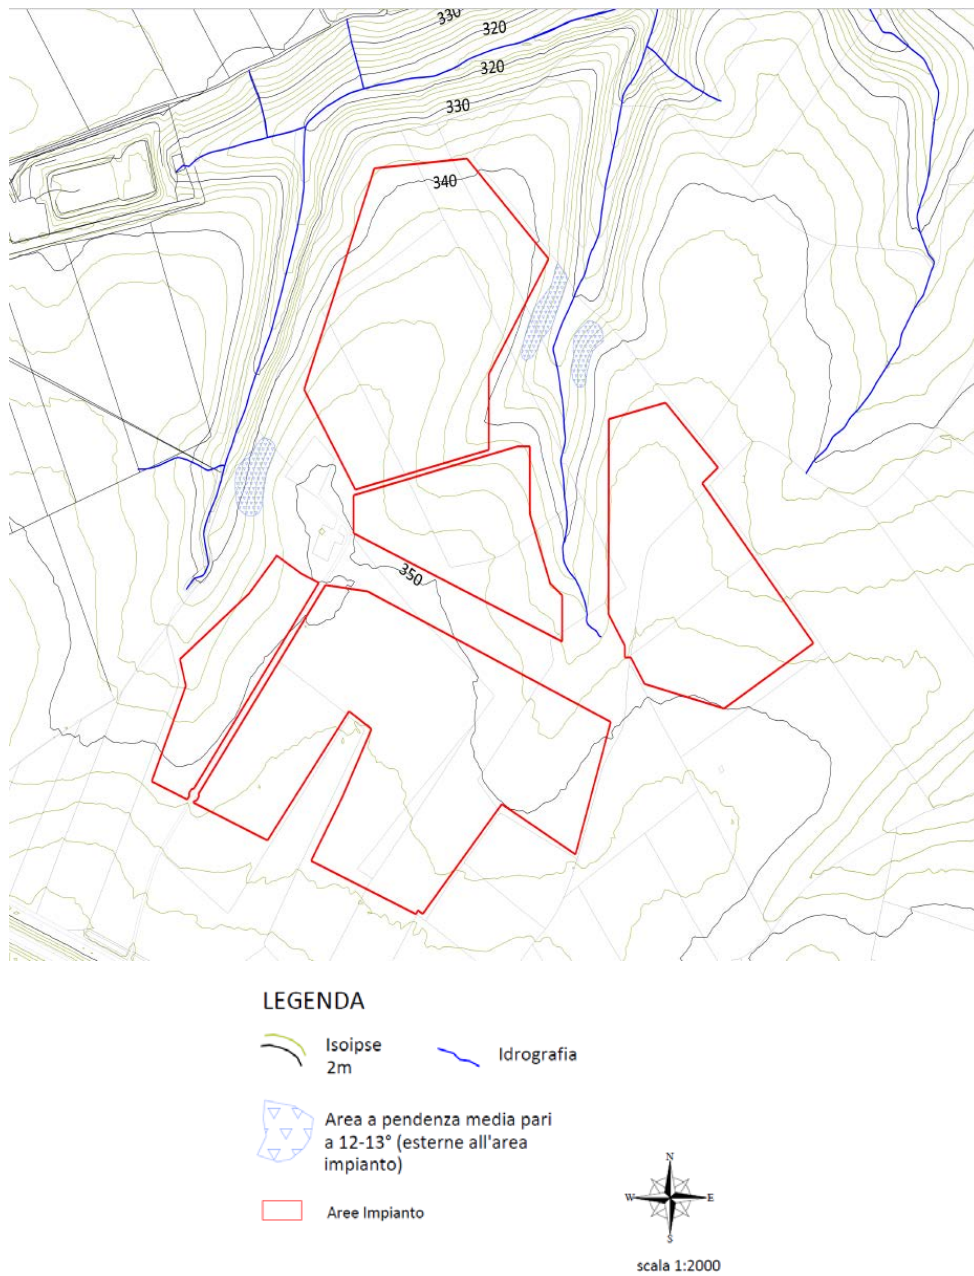 330
320
320
330
340
350
LEGENDA
Isoipse
2m
Idrografia
Area a pendenza media pari
a 12-13° (esterne all'area
impianto)
Aree Impianto
N
W E
S
scala 1:2000